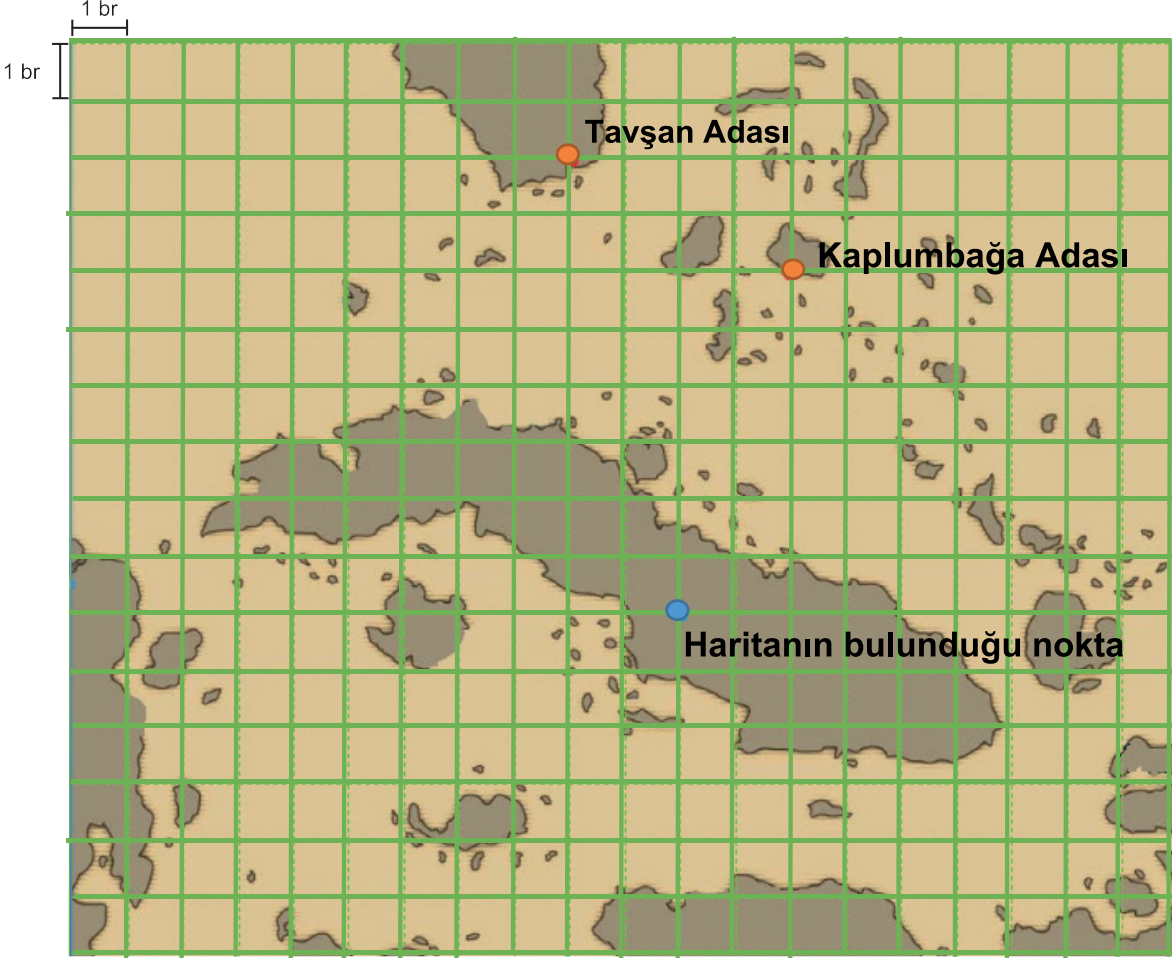 1 br
1 br
Tavşan Adası
Kaplumbağa Adası
Haritanın bulunduğu nokta